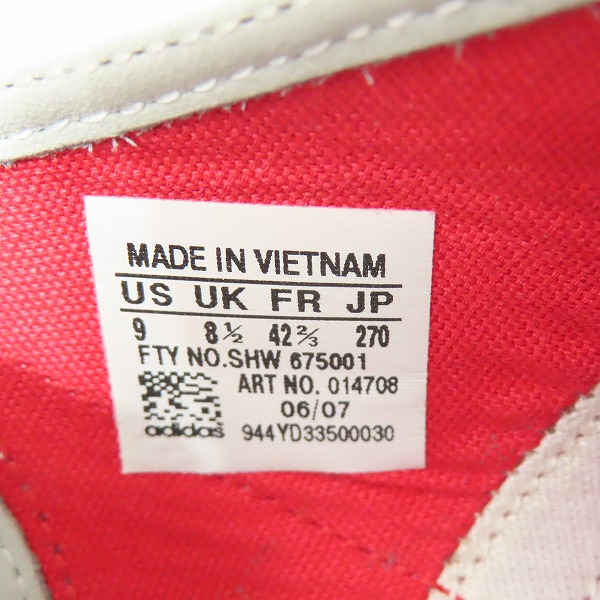 MADE IN VIETNAM
US UK FR JP
9 8½ 42⅔ 270
FTY NO.SHW 675001
ART NO. 014708
06/07
adidas 944YD33500030